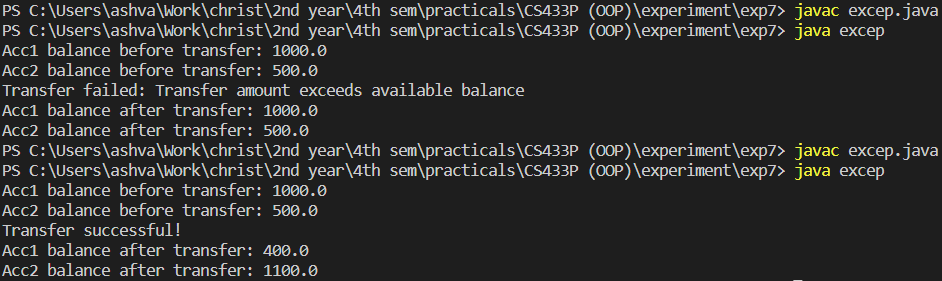 PS C:\Users\ashva\Work\christ\2nd year\4th sem\practicals\CS433P (OOP)\experiment\exp7> javac excep.java
PS C:\Users\ashva\Work\christ\2nd year\4th sem\practicals\CS433P (OOP)\experiment\exp7> java excep
Acc1 balance before transfer: 1000.0
Acc2 balance before transfer: 500.0
Transfer failed: Transfer amount exceeds available balance
Acc1 balance after transfer: 1000.0
Acc2 balance after transfer: 500.0
PS C:\Users\ashva\Work\christ\2nd year\4th sem\practicals\CS433P (OOP)\experiment\exp7> javac excep.java
PS C:\Users\ashva\Work\christ\2nd year\4th sem\practicals\CS433P (OOP)\experiment\exp7> java excep
Acc1 balance before transfer: 1000.0
Acc2 balance before transfer: 500.0
Transfer successful!
Acc1 balance after transfer: 400.0
Acc2 balance after transfer: 1100.0